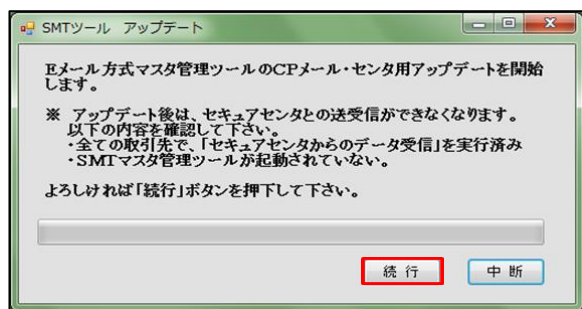 SMTツール　アップデート
Eメール方式マスタ管理ツールのCPメール・センタ用アップデートを開始
します。
※　アップデート後は、セキュアセンタとの送受信ができなくなります。
以下の内容を確認して下さい。
・全ての取引先で、「セキュアセンタからのデータ受信」を実行済み
・SMTマスタ管理ツールが起動されていない。
よろしければ「続行」ボタンを押下して下さい。
続 行　中 断